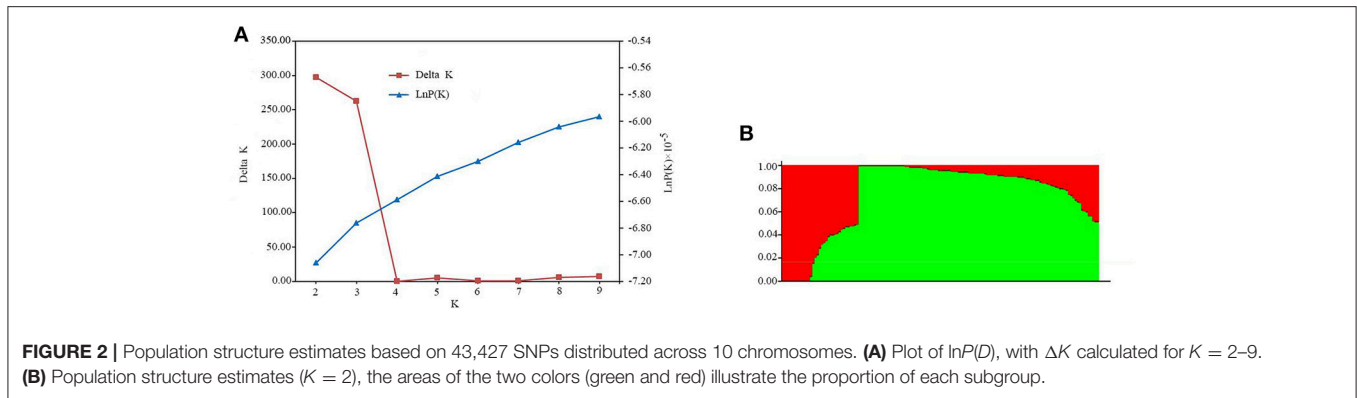 A
350.00
300.00
250.00
200.00
150.00
100.00
50.00
0.00
Delta K
Delta K
LnP(K)
-0.54
-0.56
-5.80
-6.00
-6.20
-6.40
-6.60
-6.80
-7.00
-7.20
LnP(K)×10-5
2 3 4 5 6 7 8 9
K
B
1.00
0.08
0.06
0.04
0.02
0.00
FIGURE 2 | Population structure estimates based on 43,427 SNPs distributed across 10 chromosomes. (A) Plot of lnP(D), with ΔK calculated for K = 2–9.
(B) Population structure estimates (K = 2), the areas of the two colors (green and red) illustrate the proportion of each subgroup.